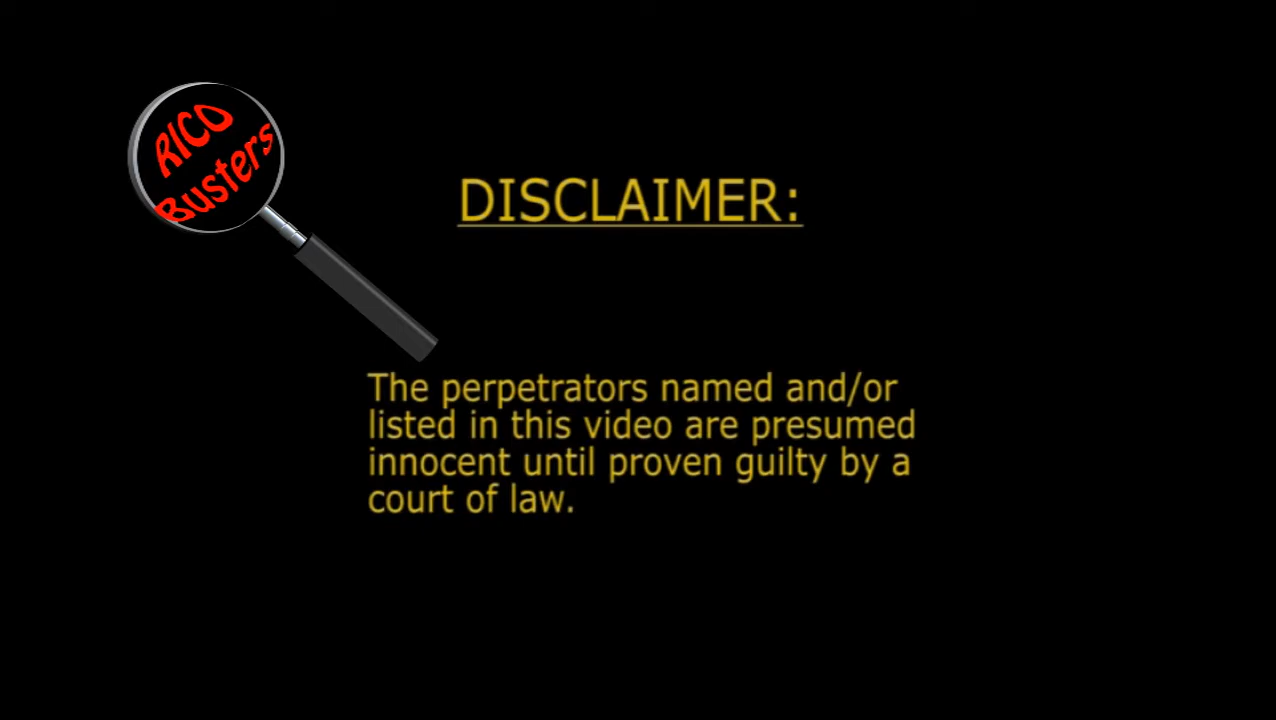 RICO
Busters
DISCLAIMER:
The perpetrators named and/or
listed in this video are presumed
innocent until proven guilty by a
court of law.